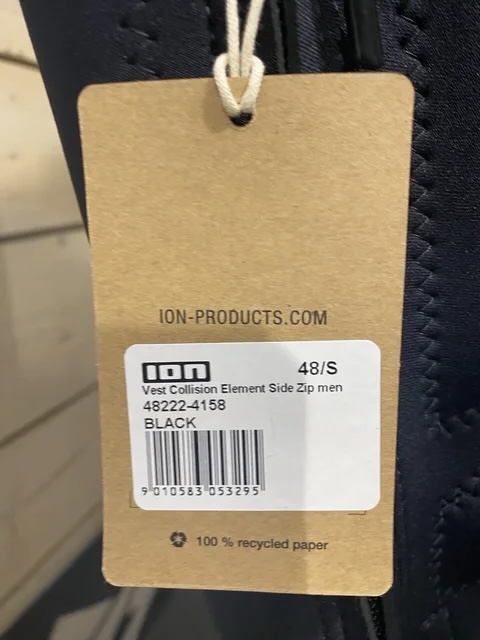 ION-PRODUCTS.COM
ION 48/S
Vest Collision Element Side Zip men
48222-4158
BLACK
9 010583 053295
100 % recycled paper